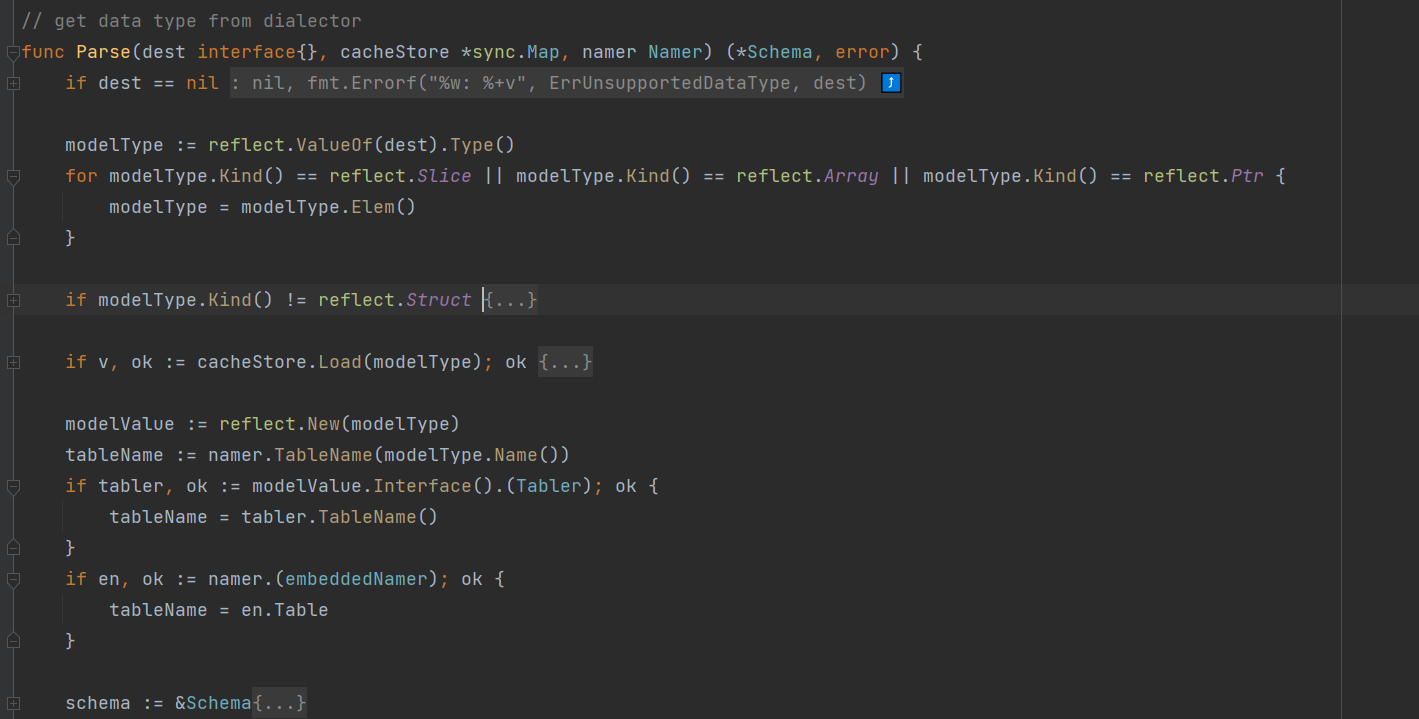 // get data type from dialector
func Parse(dest interface{}, cacheStore *sync.Map, namer Namer) (*Schema, error) {
    if dest == nil : nil, fmt.Errorf("%w: %+v", ErrUnsupportedDataType, dest) ⤴

    modelType := reflect.ValueOf(dest).Type()
    for modelType.Kind() == reflect.Slice || modelType.Kind() == reflect.Array || modelType.Kind() == reflect.Ptr {
        modelType = modelType.Elem()
    }

    if modelType.Kind() != reflect.Struct {...}

    if v, ok := cacheStore.Load(modelType); ok {...}

    modelValue := reflect.New(modelType)
    tableName := namer.TableName(modelType.Name())
    if tabler, ok := modelValue.Interface().(Tabler); ok {
        tableName = tabler.TableName()
    }
    if en, ok := namer.(embeddedNamer); ok {
        tableName = en.Table
    }

    schema := &Schema{...}